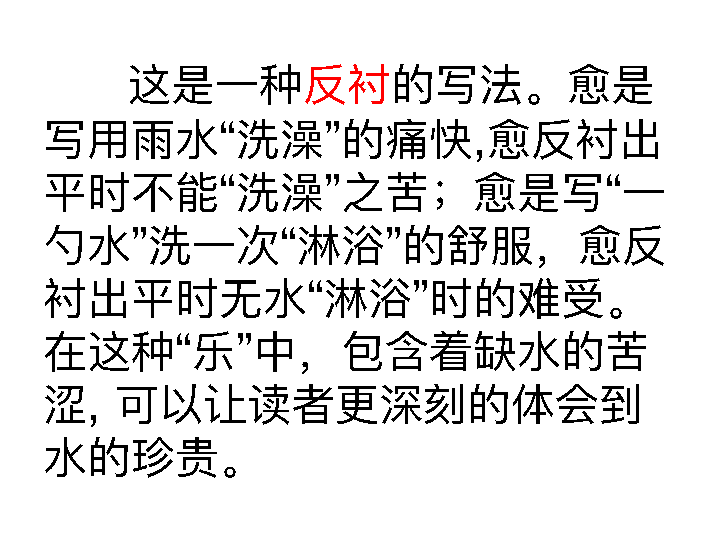 这是一种反衬的写法。愈是
写用雨水“洗澡”的痛快,愈反衬出
平时不能“洗澡”之苦；愈是写“一
勺水”洗一次“淋浴”的舒服，愈反
衬出平时无水“淋浴”时的难受。
在这种“乐”中，包含着缺水的苦
涩, 可以让读者更深刻的体会到
水的珍贵。